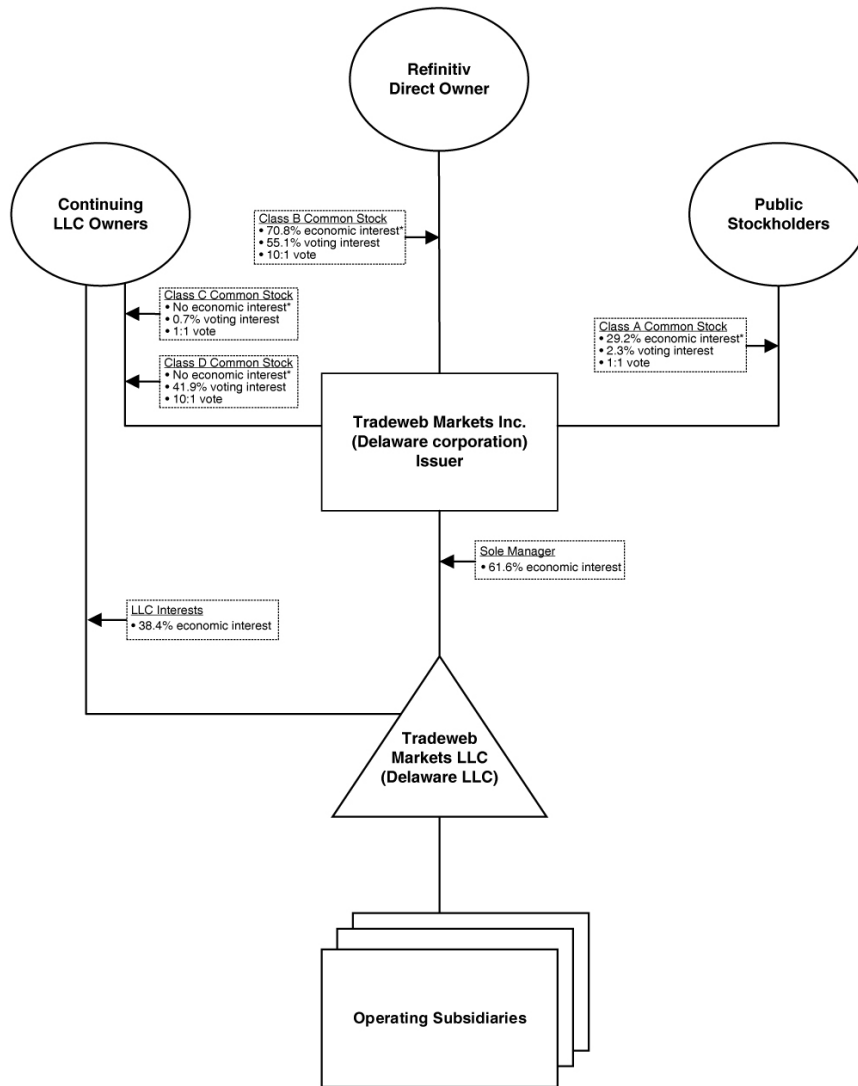 Refinitiv
Direct Owner
Continuing
LLC Owners
Public
Stockholders
Class B Common Stock
• 70.8% economic interest*
• 55.1% voting interest
• 10:1 vote
Class C Common Stock
• No economic interest*
• 0.7% voting interest
• 1:1 vote
Class A Common Stock
• 29.2% economic interest*
• 2.3% voting interest
• 1:1 vote
Class D Common Stock
• No economic interest*
• 41.9% voting interest
• 10:1 vote
Tradeweb Markets Inc.
(Delaware corporation)
Issuer
Sole Manager
• 61.6% economic interest
LLC Interests
• 38.4% economic interest
Tradeweb
Markets LLC
(Delaware LLC)
Operating Subsidiaries